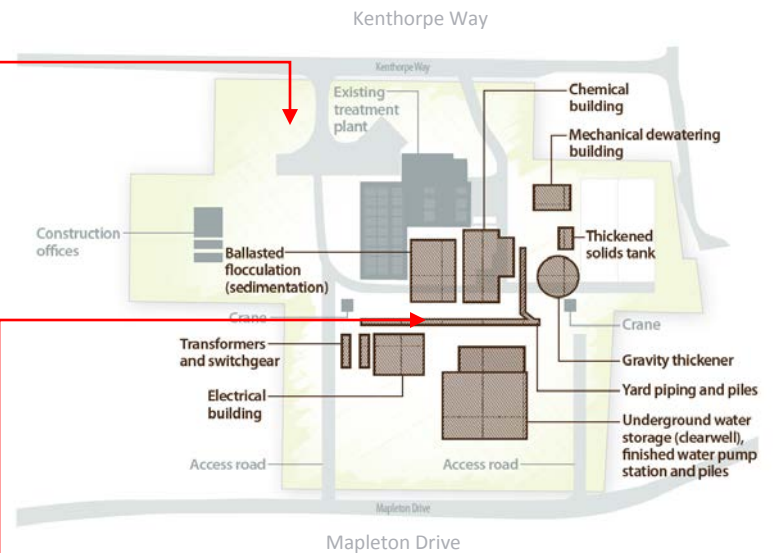 Kenthorpe Way
Kenthorpe Way
Existing
treatment
plant
Chemical
building
Mechanical dewatering
building
Construction
offices
Ballasted
flocculation
(sedimentation)
Thickened
solids tank
Crane
Crane
Transformers
and switchgear
Gravity thickener
Electrical
building
Yard piping and piles
Underground water
storage (clearwell),
finished water pump
station and piles
Access road
Access road
Mapleton Drive
Mapleton Drive